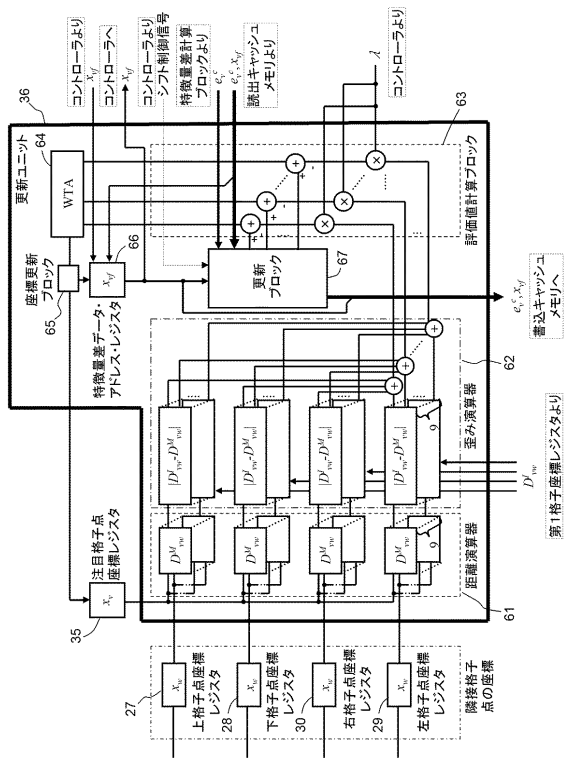 コントローラより
x_vf
コントローラへ
x_vf
コントローラより
シフト制御信号
特徴量差計算
ブロックより
e_v^c
e_v^c, x_vf
読出キャッシュ
メモリより
λ
コントローラより
36
更新ユニット
64
WTA
63
評価値計算ブロック
+
+
+
+
-
+
-
+
-
×
×
×
座標更新
ブロック
65
x_vf
66
特徴量差データ・
アドレス・レジスタ
更新
ブロック
67
e_v^c, x_vf
書込キャッシュ
メモリへ
注目格子点
座標レジスタ
x_v
35
|D^I_vw-D^M_vw|
|D^I_vw-D^M_vw|
|D^I_vw-D^M_vw|
|D^I_vw-D^M_vw|
9
+
+
+
62
歪み演算器
D^M_vw
D^M_vw
D^M_vw
D^M_vw
9
61
距離演算器
D^I_vw
第1格子座標レジスタより
27
x_w
上格子点座標
レジスタ
28
x_w
下格子点座標
レジスタ
30
x_w
右格子点座標
レジスタ
29
x_w
左格子点座標
レジスタ
隣接格子
点の座標